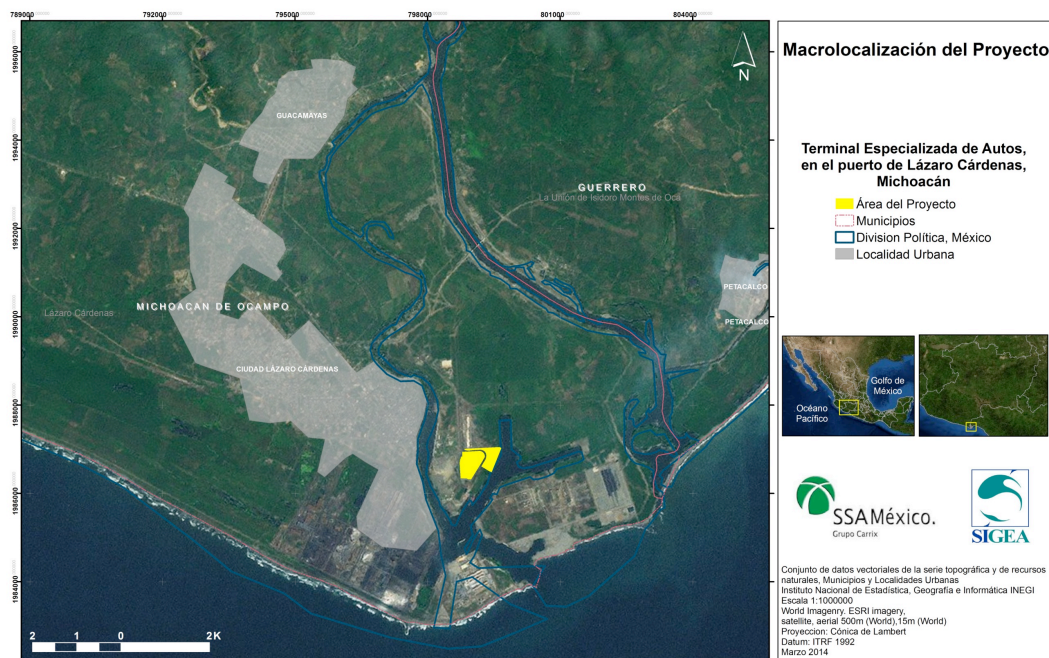 789000
792000
795000
798000
801000
804000
1996000
1994000
1992000
1990000
1988000
1986000
1984000
N
GUACAMAYAS
GUERRERO
La Unión de Isidoro Montes de Oca
MICHOACAN DE OCAMPO
Lázaro Cárdenas
PETACALCO
PETACALCO
CIUDAD LÁZARO CÁRDENAS
2 1 0 2 K
Macrolocalización del Proyecto
Terminal Especializada de Autos,
en el puerto de Lázaro Cárdenas,
Michoacán
Área del Proyecto
Municipios
Division Política, México
Localidad Urbana
Golfo de
México
Océano
Pacífico
SSA México.
Grupo Carrix
SIGEA
Conjunto de datos vectoriales de la serie topográfica y de recursos
naturales, Municipios y Localidades Urbanas
Instituto Nacional de Estadística, Geografía e Informática INEGI
Escala 1:1000000
World Imagenry. ESRI imagery,
satellite, aerial 500m (World),15m (World)
Proyeccion: Cónica de Lambert
Datum: ITRF 1992
Marzo 2014